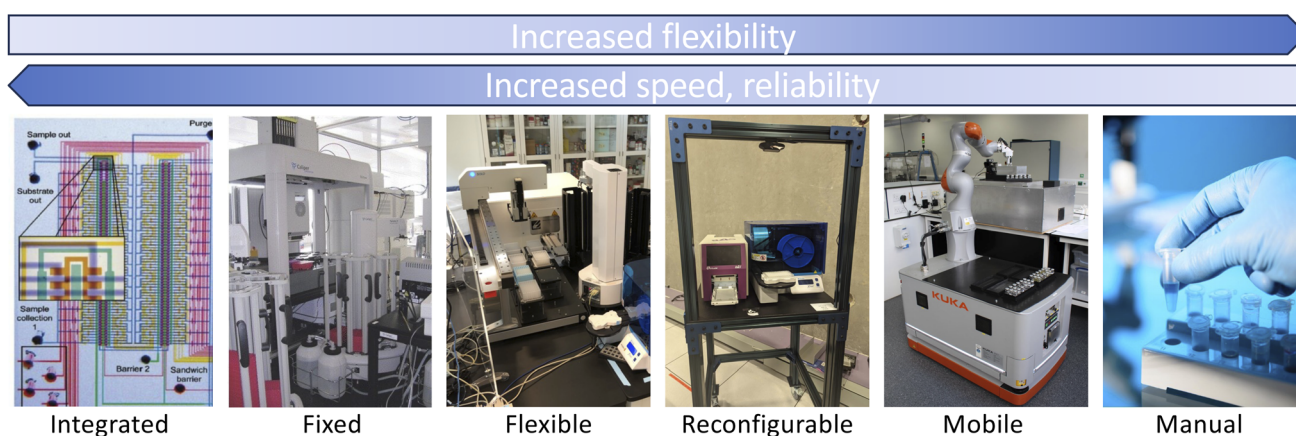 Increased flexibility
Increased speed, reliability
Purge
Sample out
Substrate
out
Sample
collection
1
Barrier 2
Sandwich
barrier
KUKA
Integrated
Fixed
Flexible
Reconfigurable
Mobile
Manual